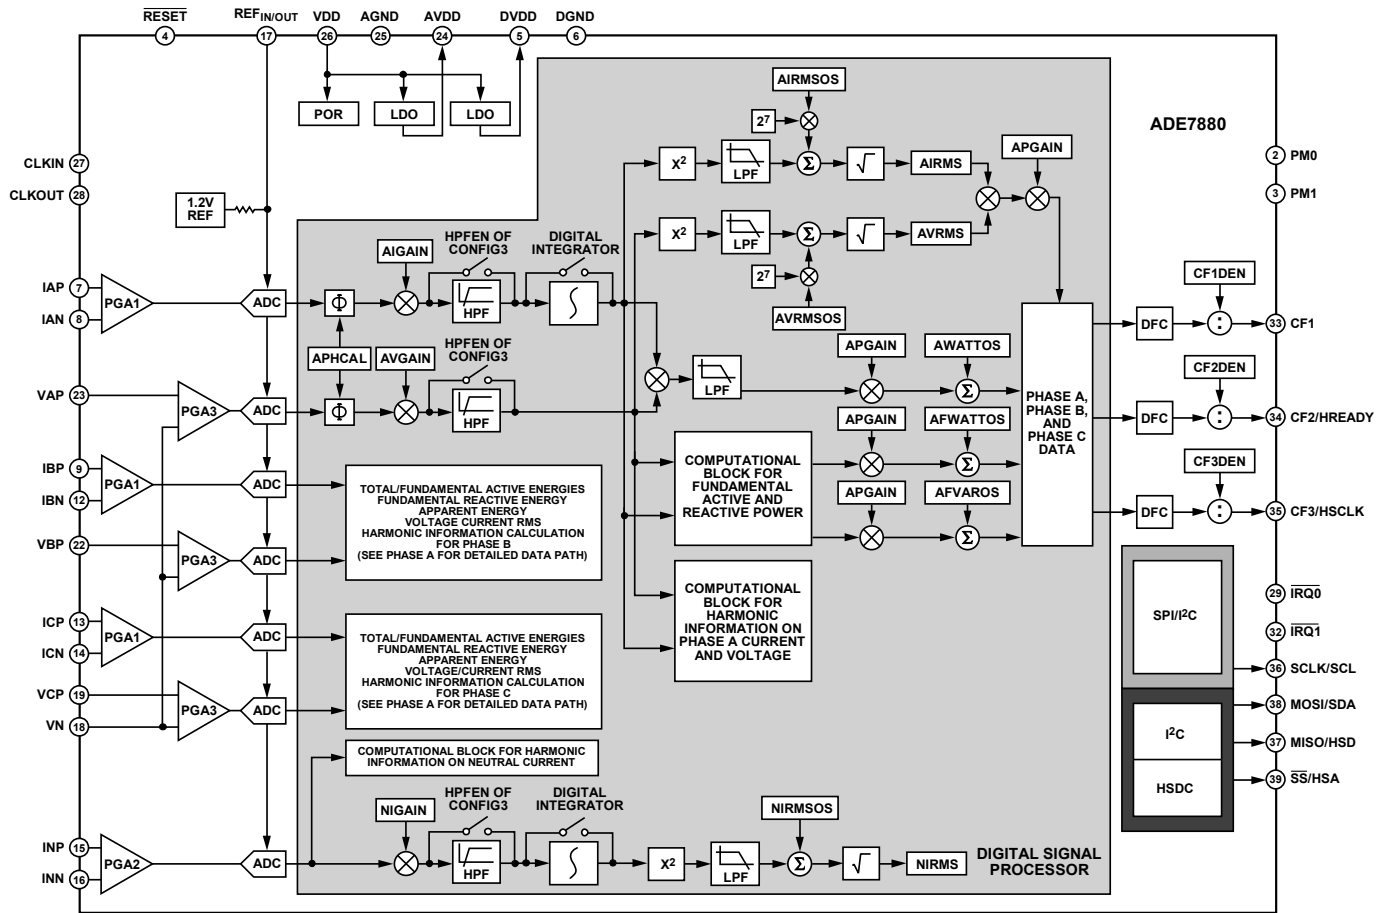 RESET
REFIN/OUT
VDD
AGND
AVDD
DVDD
DGND
4
17
26
25
24
5
6
POR
LDO
LDO
AIRMSOS
2⁷
ADE7880
CLKIN 27
CLKOUT 28
1.2V
REF
X²
LPF
Σ
√
AIRMS
APGAIN
2 PM0
3 PM1
X²
LPF
Σ
√
AVRMS
2⁷
AVRMSOS
HPFEN OF
CONFIG3
DIGITAL
INTEGRATOR
AIGAIN
IAP 7
IAN 8
PGA1
ADC
Φ
HPF
∫
CF1DEN
DFC
:
33 CF1
APHCAL
AVGAIN
HPFEN OF
CONFIG3
VAP 23
PGA3
ADC
Φ
HPF
LPF
APGAIN
AWATTOS
Σ
PHASE A,
PHASE B,
AND
PHASE C
DATA
CF2DEN
DFC
:
34 CF2/HREADY
APGAIN
AFWATTOS
Σ
COMPUTATIONAL
BLOCK FOR
FUNDAMENTAL
ACTIVE AND
REACTIVE POWER
APGAIN
AFVAROS
Σ
CF3DEN
DFC
:
35 CF3/HSCLK
IBP 9
IBN 12
PGA1
ADC
VBP 22
PGA3
ADC
TOTAL/FUNDAMENTAL ACTIVE ENERGIES
FUNDAMENTAL REACTIVE ENERGY
APPARENT ENERGY
VOLTAGE CURRENT RMS
HARMONIC INFORMATION CALCULATION
FOR PHASE B
(SEE PHASE A FOR DETAILED DATA PATH)
COMPUTATIONAL
BLOCK FOR
HARMONIC
INFORMATION ON
PHASE A CURRENT
AND VOLTAGE
SPI/I²C
29 IRQ0
32 IRQ1
36 SCLK/SCL
38 MOSI/SDA
I²C
37 MISO/HSD
HSDC
39 SS/HSA
ICP 13
ICN 14
PGA1
ADC
VCP 19
VN 18
PGA3
ADC
TOTAL/FUNDAMENTAL ACTIVE ENERGIES
FUNDAMENTAL REACTIVE ENERGY
APPARENT ENERGY
VOLTAGE/CURRENT RMS
HARMONIC INFORMATION CALCULATION
FOR PHASE C
(SEE PHASE A FOR DETAILED DATA PATH)
COMPUTATIONAL BLOCK FOR HARMONIC
INFORMATION ON NEUTRAL CURRENT
HPFEN OF
CONFIG3
DIGITAL
INTEGRATOR
NIGAIN
NIRMSOS
INP 15
INN 16
PGA2
ADC
HPF
∫
X²
LPF
Σ
√
NIRMS
DIGITAL SIGNAL
PROCESSOR